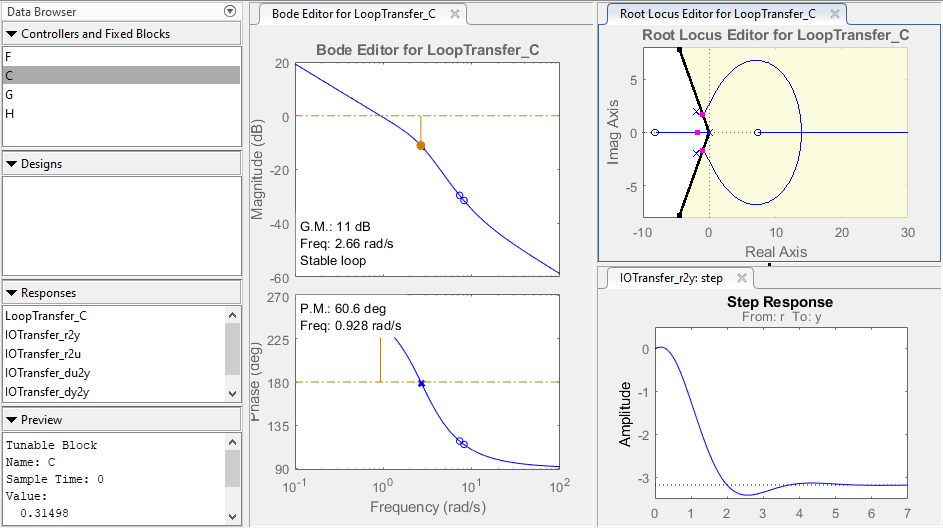 Data Browser
Controllers and Fixed Blocks
F
C
G
H
Designs
Responses
LoopTransfer_C
IOTransfer_r2y
IOTransfer_r2u
IOTransfer_du2y
IOTransfer_dy2y
Preview
Tunable Block
Name: C
Sample Time: 0
Value:
0.31498
Bode Editor for LoopTransfer_C
Bode Editor for LoopTransfer_C
Magnitude (dB)
20
0
-20
-40
-60
G.M.: 11 dB
Freq: 2.66 rad/s
Stable loop
Phase (deg)
270
225
180
135
90
P.M.: 60.6 deg
Freq: 0.928 rad/s
10-1
100
101
102
Frequency (rad/s)
Root Locus Editor for LoopTransfer_C
Root Locus Editor for LoopTransfer_C
Imag Axis
5
0
-5
-10
0
10
20
30
Real Axis
IOTransfer_r2y: step
Step Response
From: r To: y
Amplitude
0
-1
-2
-3
0
1
2
3
4
5
6
7